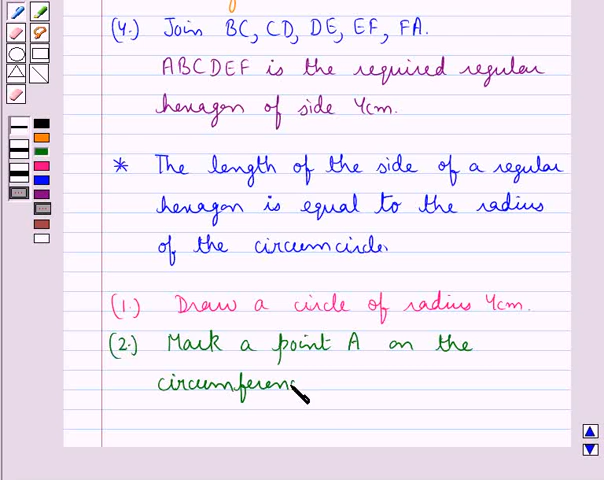 (4.) Join BC, CD, DE, EF, FA.
ABCDEF is the required regular
hexagon of side 4cm.
* The length of the side of a regular
hexagon is equal to the radius
of the circumcircle.
(1.) Draw a circle of radius 4cm.
(2.) Mark a point A on the
circumferenc